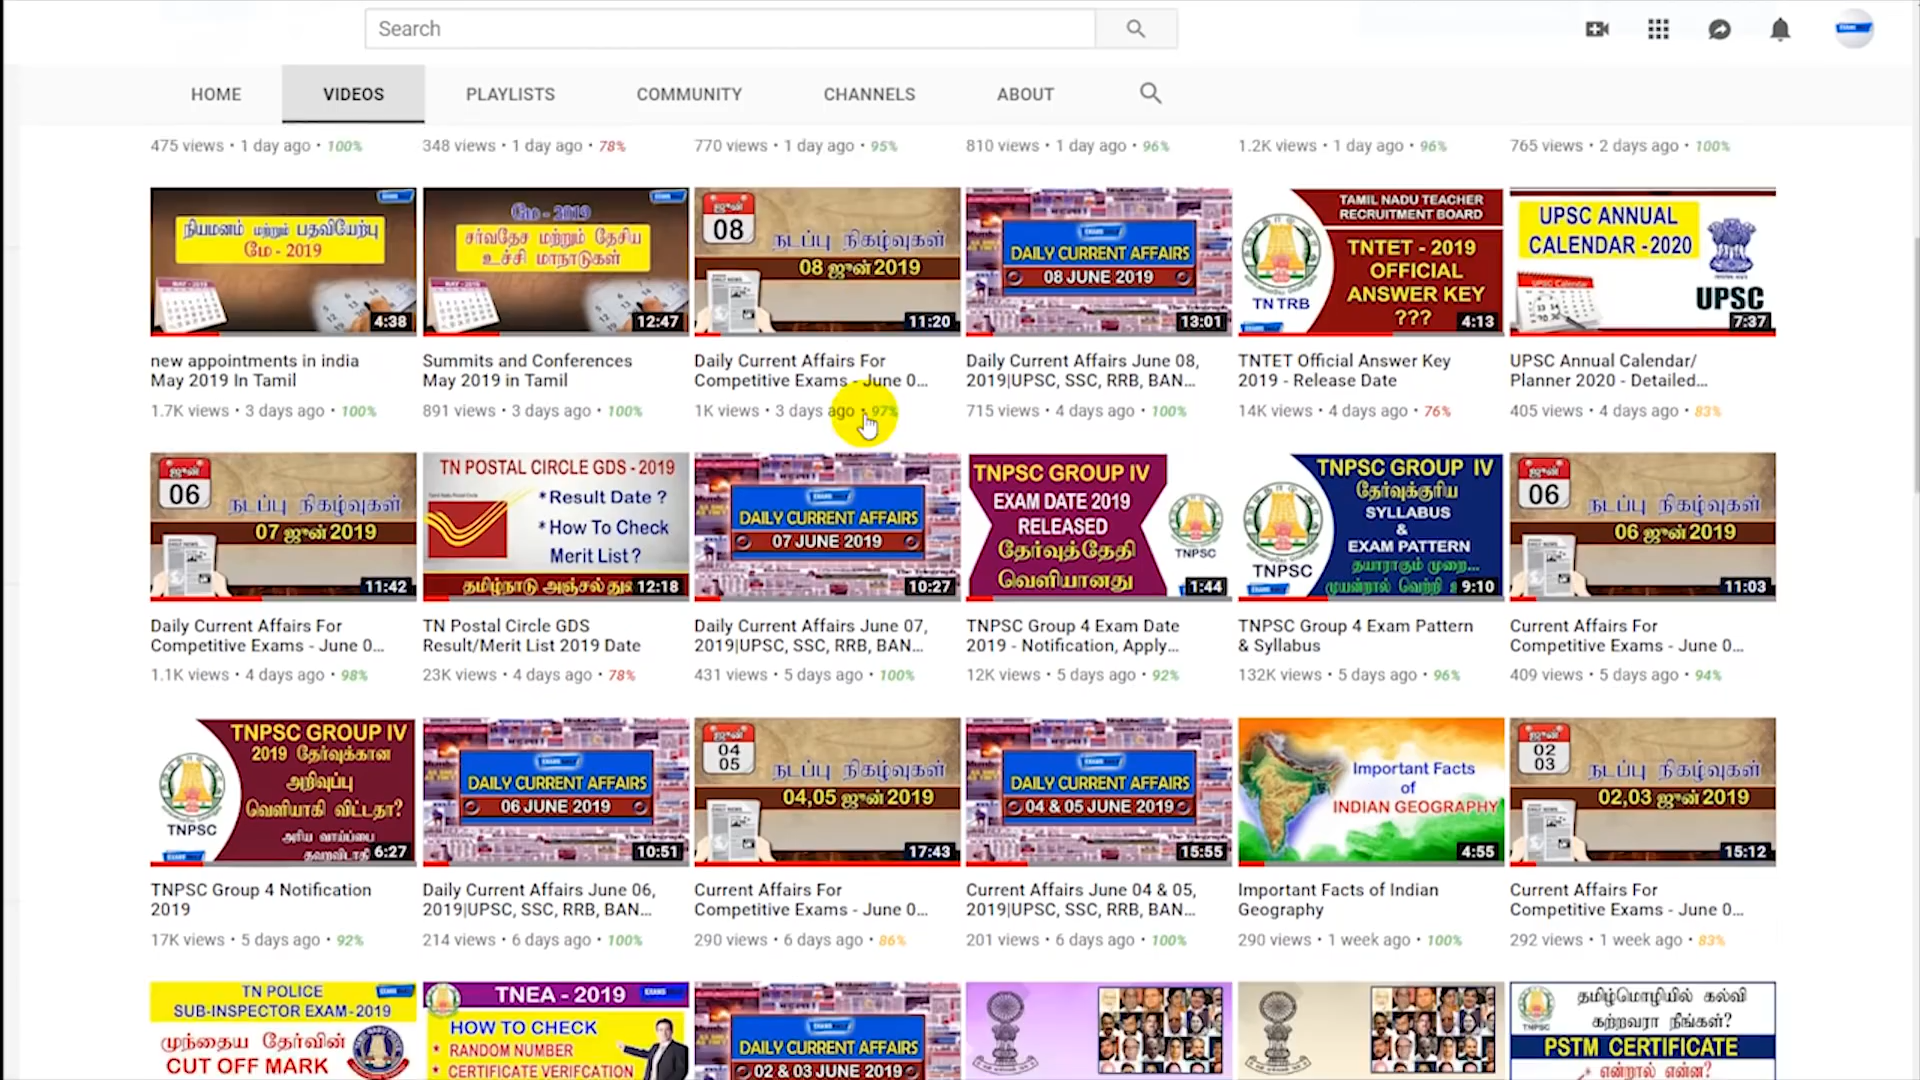 Search
HOME
VIDEOS
PLAYLISTS
COMMUNITY
CHANNELS
ABOUT
475 views • 1 day ago • 100%
348 views • 1 day ago • 78%
770 views • 1 day ago • 95%
810 views • 1 day ago • 96%
1.2K views • 1 day ago • 96%
765 views • 2 days ago • 100%
நியமனம் மற்றும் பதவியேற்பு
மே - 2019
4:38
மே - 2019
சர்வதேச மற்றும் தேசிய
உச்சி மாநாடுகள்
12:47
ஜூன்
08
நடப்பு நிகழ்வுகள்
08 ஜூன் 2019
11:20
DAILY CURRENT AFFAIRS
08 JUNE 2019
13:01
TAMIL NADU TEACHER
RECRUITMENT BOARD
TNTET - 2019
OFFICIAL
ANSWER KEY
???
TN TRB
4:13
UPSC ANNUAL
CALENDAR -2020
UPSC
7:37
new appointments in india
May 2019 In Tamil
1.7K views • 3 days ago • 100%
Summits and Conferences
May 2019 in Tamil
891 views • 3 days ago • 100%
Daily Current Affairs For
Competitive Exams - June 0...
1K views • 3 days ago • 97%
Daily Current Affairs June 08,
2019|UPSC, SSC, RRB, BAN...
715 views • 4 days ago • 100%
TNTET Official Answer Key
2019 - Release Date
14K views • 4 days ago • 76%
UPSC Annual Calendar/
Planner 2020 - Detailed...
405 views • 4 days ago • 83%
ஜூன்
06
நடப்பு நிகழ்வுகள்
07 ஜூன் 2019
11:42
TN POSTAL CIRCLE GDS - 2019
*Result Date ?
*How To Check
Merit List ?
தமிழ்நாடு அஞ்சல் துறை
12:18
DAILY CURRENT AFFAIRS
07 JUNE 2019
10:27
TNPSC GROUP IV
EXAM DATE 2019
RELEASED
தேர்வுத்தேதி
வெளியானது
TNPSC
1:44
TNPSC GROUP IV
தேர்வுக்குரிய
SYLLABUS
&
EXAM PATTERN
தயாராகும் முறை...
முயன்றால் வெற்றி
TNPSC
9:10
ஜூன்
06
நடப்பு நிகழ்வுகள்
06 ஜூன் 2019
11:03
Daily Current Affairs For
Competitive Exams - June 0...
1.1K views • 4 days ago • 98%
TN Postal Circle GDS
Result/Merit List 2019 Date
23K views • 4 days ago • 78%
Daily Current Affairs June 07,
2019|UPSC, SSC, RRB, BAN...
431 views • 5 days ago • 100%
TNPSC Group 4 Exam Date
2019 - Notification, Apply...
12K views • 5 days ago • 92%
TNPSC Group 4 Exam Pattern
& Syllabus
132K views • 5 days ago • 96%
Current Affairs For
Competitive Exams - June 0...
409 views • 5 days ago • 94%
TNPSC GROUP IV
2019 தேர்வுக்கான
அறிவிப்பு
வெளியாகி விட்டதா?
அரிய வாய்ப்பை
தவறவிடாதீ
TNPSC
6:27
DAILY CURRENT AFFAIRS
06 JUNE 2019
10:51
ஜூன்
04
05
நடப்பு நிகழ்வுகள்
04,05 ஜூன் 2019
17:43
DAILY CURRENT AFFAIRS
04 & 05 JUNE 2019
15:55
Important Facts
of
INDIAN GEOGRAPHY
4:55
ஜூன்
02
03
நடப்பு நிகழ்வுகள்
02,03 ஜூன் 2019
15:12
TNPSC Group 4 Notification
2019
17K views • 5 days ago • 92%
Daily Current Affairs June 06,
2019|UPSC, SSC, RRB, BAN...
214 views • 6 days ago • 100%
Current Affairs For
Competitive Exams - June 0...
290 views • 6 days ago • 86%
Current Affairs June 04 & 05,
2019|UPSC, SSC, RRB, BAN...
201 views • 6 days ago • 100%
Important Facts of Indian
Geography
290 views • 1 week ago • 100%
Current Affairs For
Competitive Exams - June 0...
292 views • 1 week ago • 83%
TN POLICE
SUB-INSPECTOR EXAM-2019
முந்தைய தேர்வின்
CUT OFF MARK
TNEA - 2019
HOW TO CHECK
* RANDOM NUMBER
* CERTIFICATE VERIFCATION
DAILY CURRENT AFFAIRS
02 & 03 JUNE 2019
தமிழ்மொழியில் கல்வி
கற்றவரா நீங்கள்?
PSTM CERTIFICATE
என்றால் என்ன?